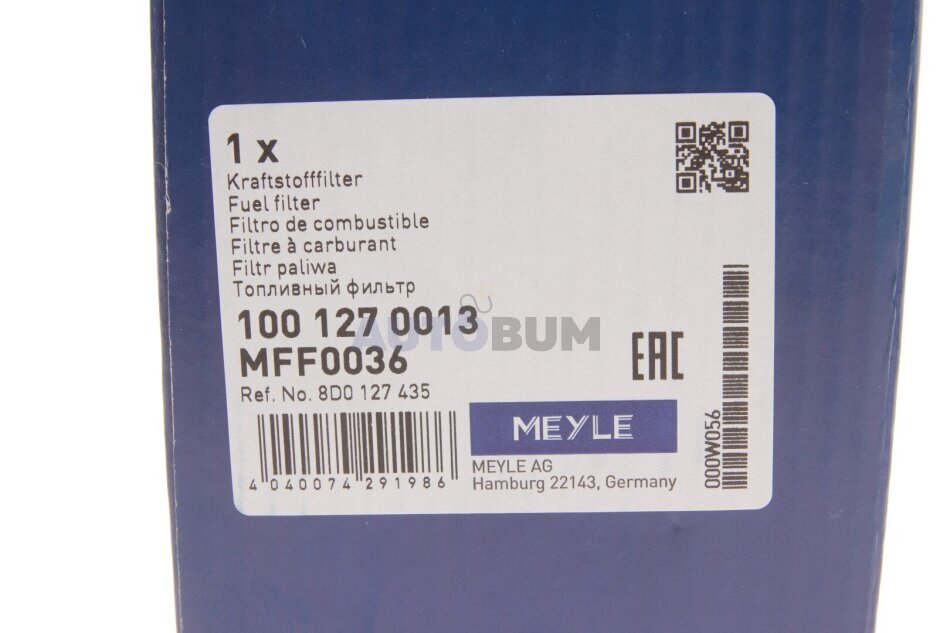 1 x
Kraftstofffilter
Fuel filter
Filtro de combustible
Filtre à carburant
Filtr paliwa
Топливный фильтр
100 127 0013
AUTOBUM
MFF0036
EAC
Ref. No. 8D0 127 435
MEYLE
MEYLE AG
Hamburg 22143, Germany
4 040074 291986
000W056